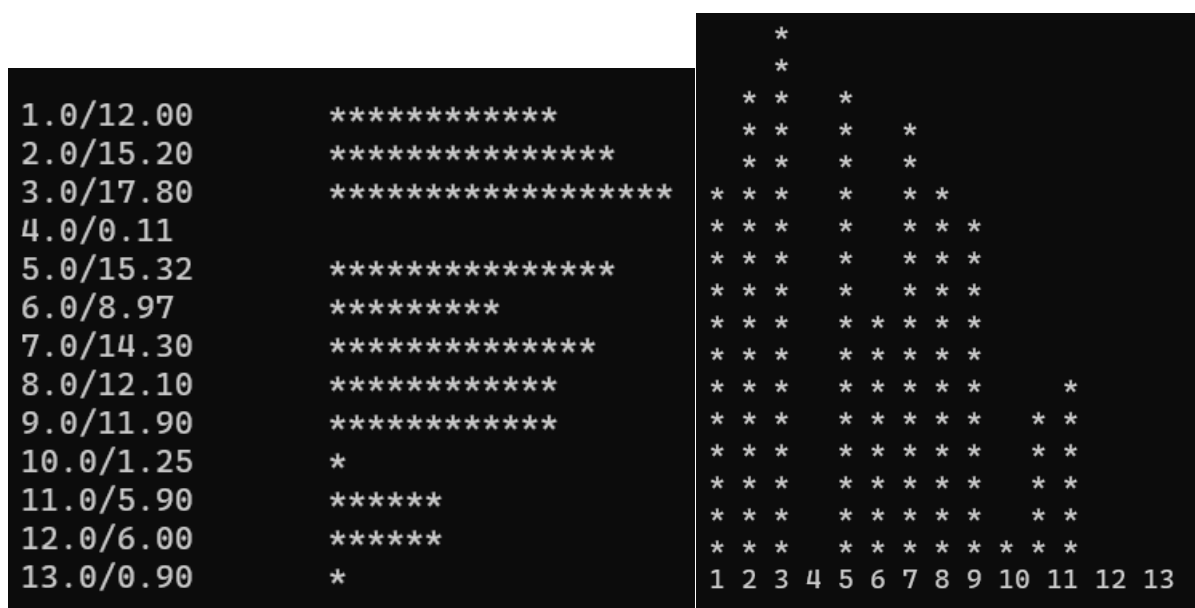 1.0/12.00 ************
2.0/15.20 ***************
3.0/17.80 ******************
4.0/0.11
5.0/15.32 ***************
6.0/8.97 *********
7.0/14.30 **************
8.0/12.10 ************
9.0/11.90 ************
10.0/1.25 *
11.0/5.90 ******
12.0/6.00 ******
13.0/0.90 *
*
*
* * *
* * * *
* * * *
* * * * * *
* * * * * * *
* * * * * * *
* * * * * * *
* * * * * * * *
* * * * * * * *
* * * * * * * * *
* * * * * * * * * *
* * * * * * * * * *
* * * * * * * * * *
* * * * * * * * * *
* * * * * * * * * * *
1 2 3 4 5 6 7 8 9 10 11 12 13